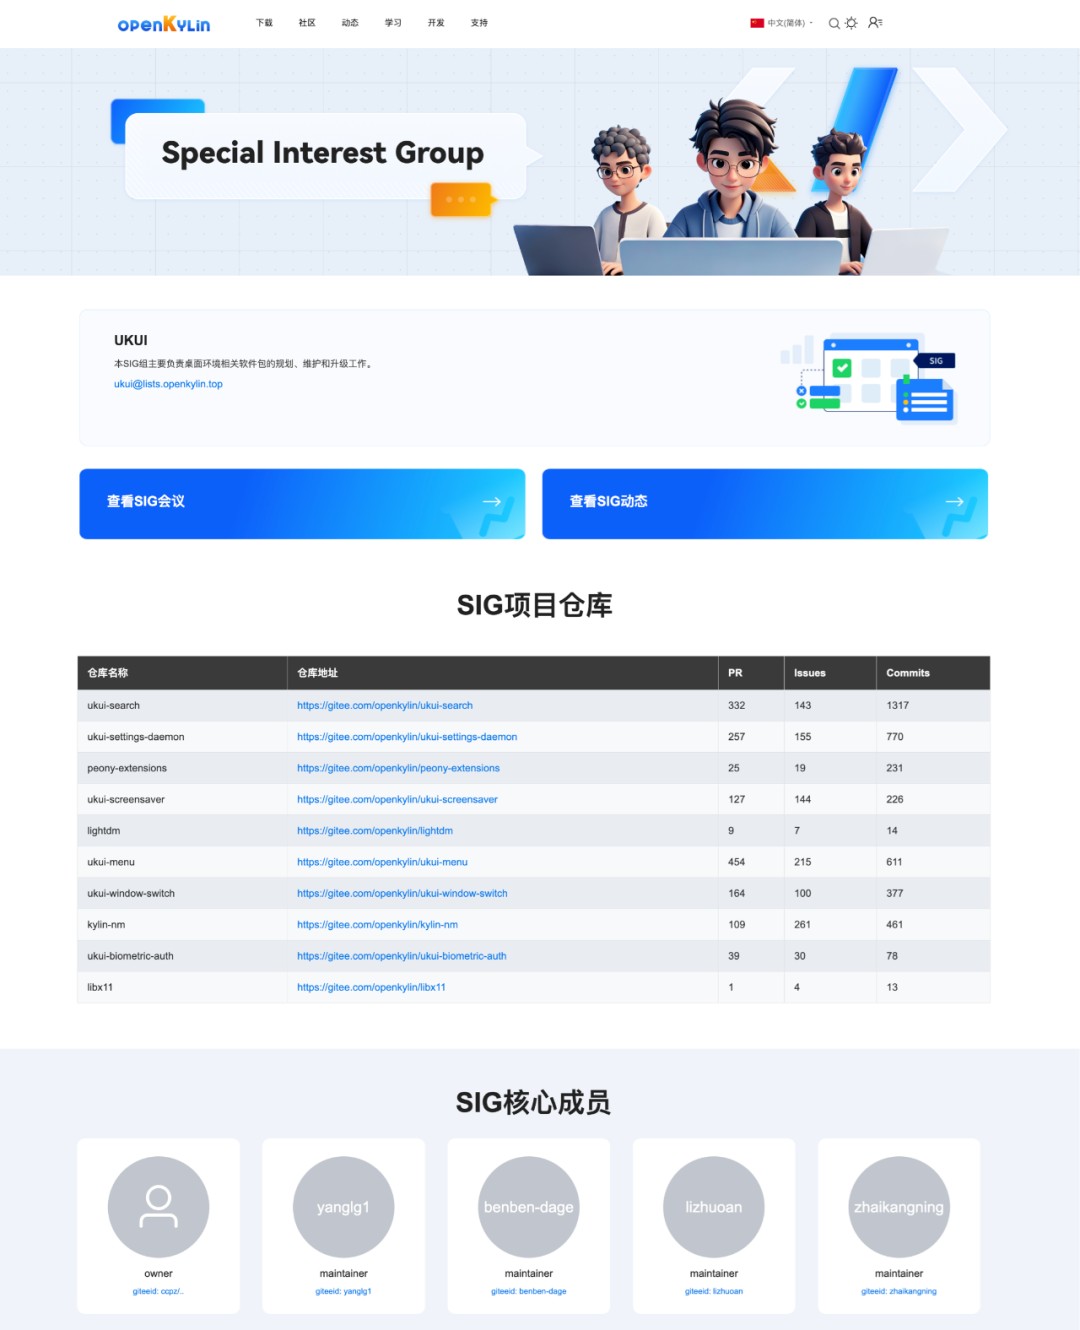 openKylin
下载 社区 动态 学习 开发 支持 中文(简体)
Special Interest Group
UKUI
本SIG组主要负责桌面环境相关软件包的规划、维护和升级工作。
ukui@lists.openkylin.top
SIG
查看SIG会议 查看SIG动态
SIG项目仓库
仓库名称 仓库地址 PR Issues Commits
ukui-search https://gitee.com/openkylin/ukui-search 332 143 1317
ukui-settings-daemon https://gitee.com/openkylin/ukui-settings-daemon 257 155 770
peony-extensions https://gitee.com/openkylin/peony-extensions 25 19 231
ukui-screensaver https://gitee.com/openkylin/ukui-screensaver 127 144 226
lightdm https://gitee.com/openkylin/lightdm 9 7 14
ukui-menu https://gitee.com/openkylin/ukui-menu 454 215 611
ukui-window-switch https://gitee.com/openkylin/ukui-window-switch 164 100 377
kylin-nm https://gitee.com/openkylin/kylin-nm 109 261 461
ukui-biometric-auth https://gitee.com/openkylin/ukui-biometric-auth 39 30 78
libx11 https://gitee.com/openkylin/libx11 1 4 13
SIG核心成员
yanglg1 benben-dage lizhuoan zhaikangning
owner maintainer maintainer maintainer maintainer
giteeid: ccpz/.. giteeid: yanglg1 giteeid: benben-dage giteeid: lizhuoan giteeid: zhaikangning